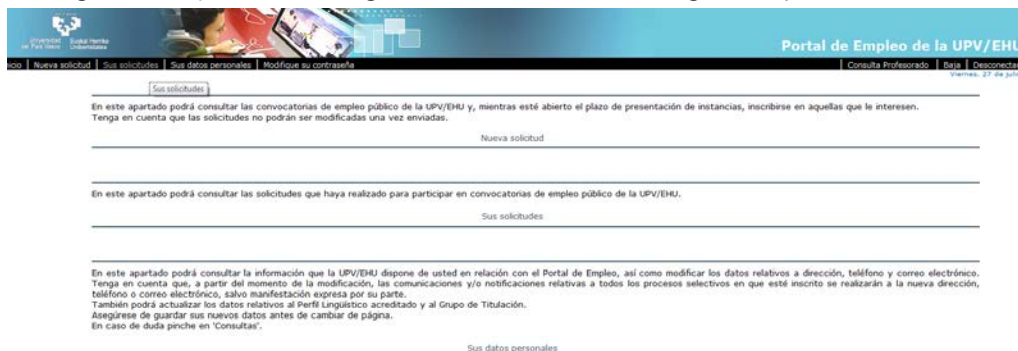 Universidad Euskal Herriko
del País Vasco Unibertsitatea
Portal de Empleo de la UPV/EHU
Inicio | Nueva solicitud | Sus solicitudes | Sus datos personales | Modifique su contraseña | Consulta Profesorado | Baja | Desconectar
Viernes, 27 de julio
Sus solicitudes
En este apartado podrá consultar las convocatorias de empleo público de la UPV/EHU y, mientras esté abierto el plazo de presentación de instancias, inscribirse en aquellas que le interesen.
Tenga en cuenta que las solicitudes no podrán ser modificadas una vez enviadas.
Nueva solicitud
En este apartado podrá consultar las solicitudes que haya realizado para participar en convocatorias de empleo público de la UPV/EHU.
Sus solicitudes
En este apartado podrá consultar la información que la UPV/EHU dispone de usted en relación con el Portal de Empleo, así como modificar los datos relativos a dirección, teléfono y correo electrónico.
Tenga en cuenta que, a partir del momento de la modificación, las comunicaciones y/o notificaciones relativas a todos los procesos selectivos en que esté inscrito se realizarán a la nueva dirección,
teléfono o correo electrónico, salvo manifestación expresa por su parte.
También podrá actualizar los datos relativos al Perfil Lingüístico acreditado y al Grupo de Titulación.
Asegúrese de guardar sus nuevos datos antes de cambiar de página.
En caso de duda pinche en 'Consultas'.
Sus datos personales